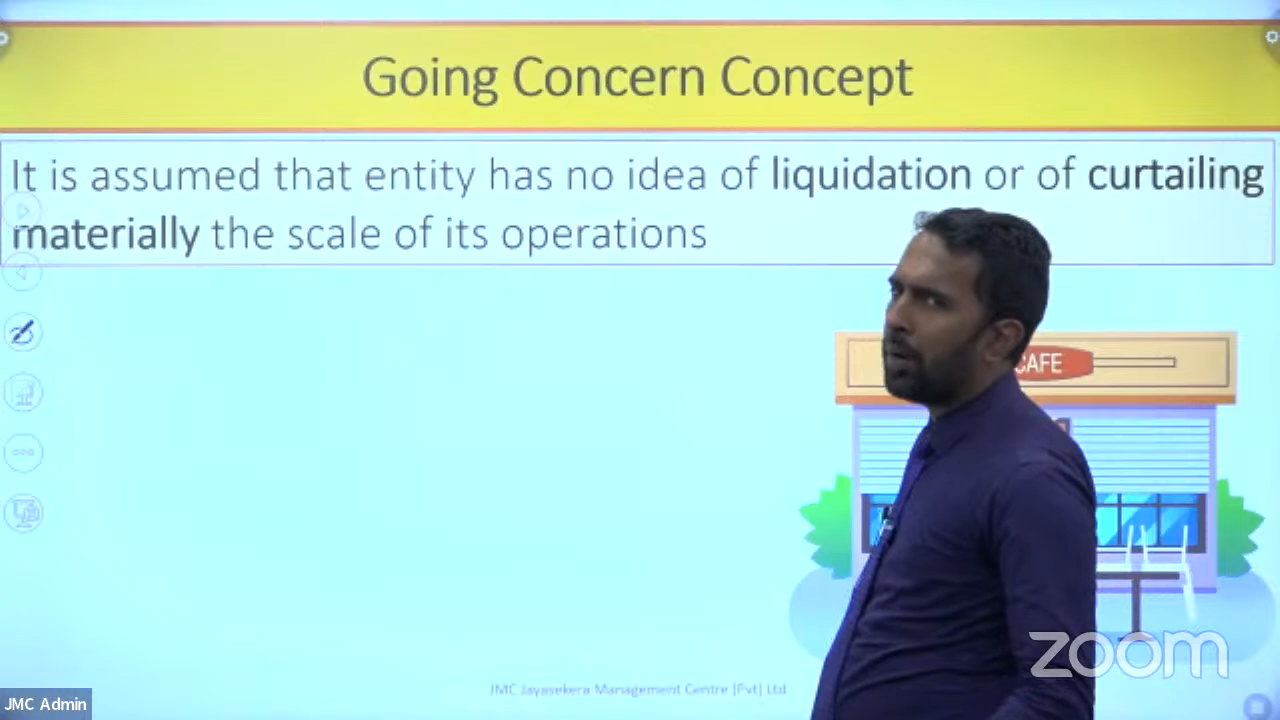 Going Concern Concept
It is assumed that entity has no idea of liquidation or of curtailing
materially the scale of its operations
CAFE
zoom
JMC Jayasekera Management Centre (Pvt) Ltd
JMC Admin